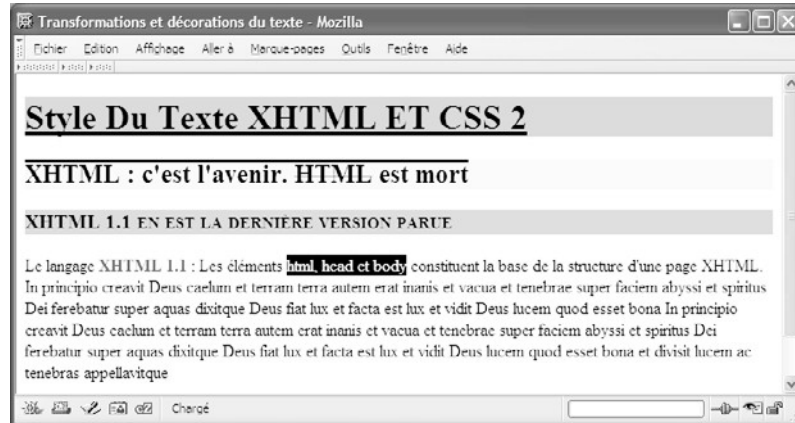 Transformations et décorations du texte - Mozilla
Fichier Edition Affichage Aller à Marque-pages Outils Fenêtre Aide
Style Du Texte XHTML ET CSS 2
XHTML : c'est l'avenir. HTML est mort
XHTML 1.1 EN EST LA DERNIÈRE VERSION PARUE
Le langage XHTML 1.1 : Les éléments html, head et body constituent la base de la structure d'une page XHTML.
In principio creavit Deus caelum et terram terra autem erat inanis et vacua et tenebrae super faciem abyssi et spiritus
Dei ferebatur super aquas dixitque Deus fiat lux et facta est lux et vidit Deus lucem quod esset bona In principio
creavit Deus caelum et terram terra autem erat inanis et vacua et tenebrae super faciem abyssi et spiritus Dei
ferebatur super aquas dixitque Deus fiat lux et facta est lux et vidit Deus lucem quod esset bona et divisit lucem ac
tenebras appellavitque
Chargé